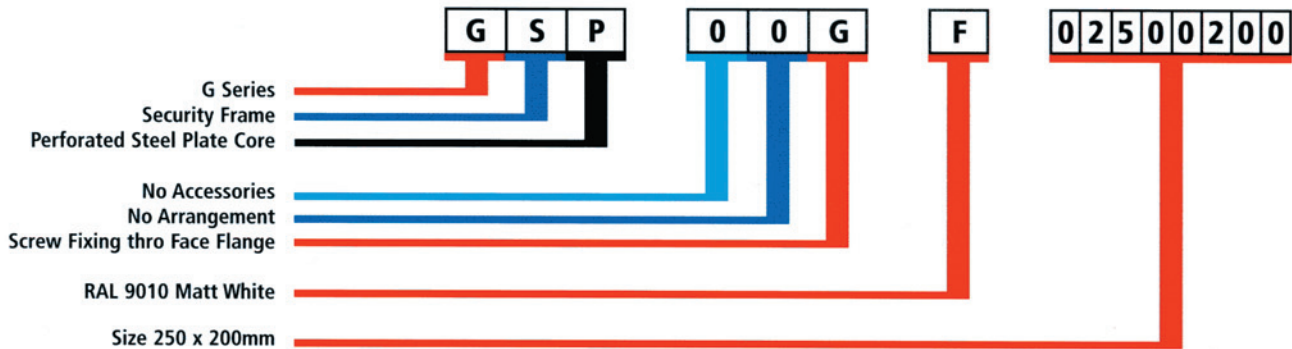 G S P 0 0 G F 0 2 5 0 0 2 0 0
G Series
Security Frame
Perforated Steel Plate Core
No Accessories
No Arrangement
Screw Fixing thro Face Flange
RAL 9010 Matt White
Size 250 x 200mm